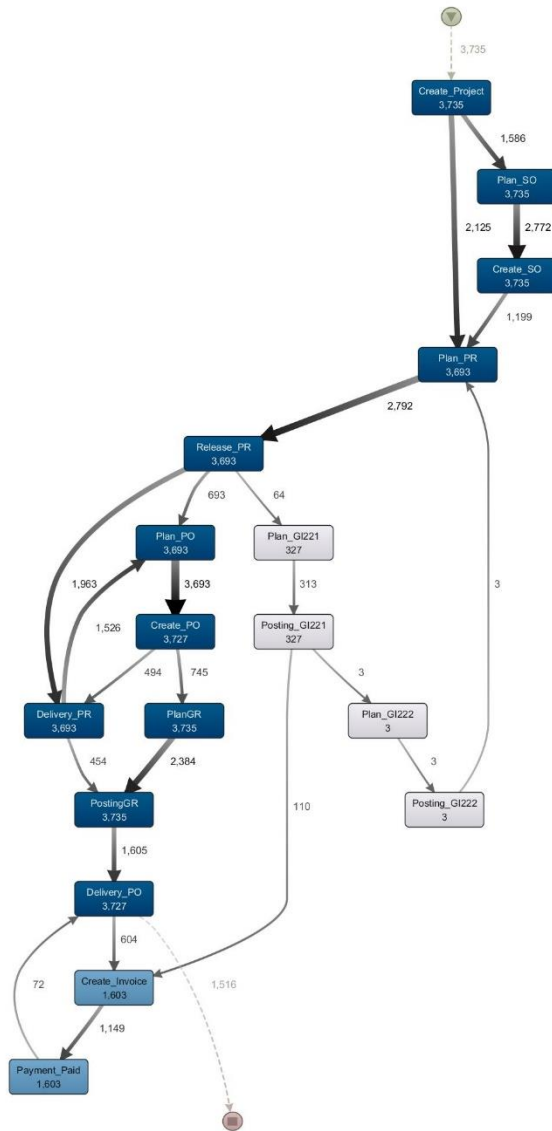 3,735
Create_Project
3,735
1,586
Plan_SO
3,735
2,125
2,772
Create_SO
3,735
1,199
Plan_PR
3,693
2,792
Release_PR
3,693
693
64
Plan_PO
3,693
Plan_GI221
327
1,963
3,693
313
3
1,526
Create_PO
3,727
Posting_GI221
327
494
745
3
Delivery_PR
3,693
PlanGR
3,735
Plan_GI222
3
454
2,384
3
110
PostingGR
3,735
Posting_GI222
3
1,605
Delivery_PO
3,727
604
72
Create_Invoice
1,603
1,516
1,149
Payment_Paid
1,603